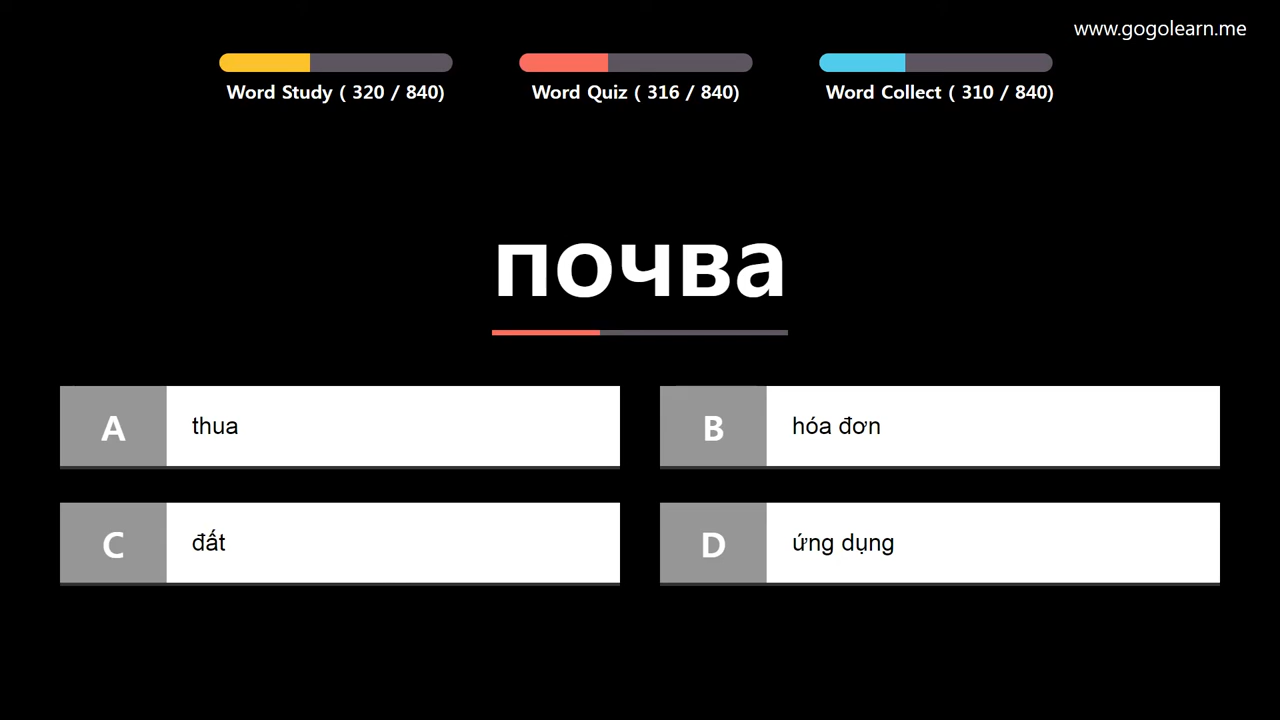 www.gogolearn.me
Word Study ( 320 / 840)
Word Quiz ( 316 / 840)
Word Collect ( 310 / 840)
почва
A
thua
B
hóa đơn
C
đất
D
ứng dụng